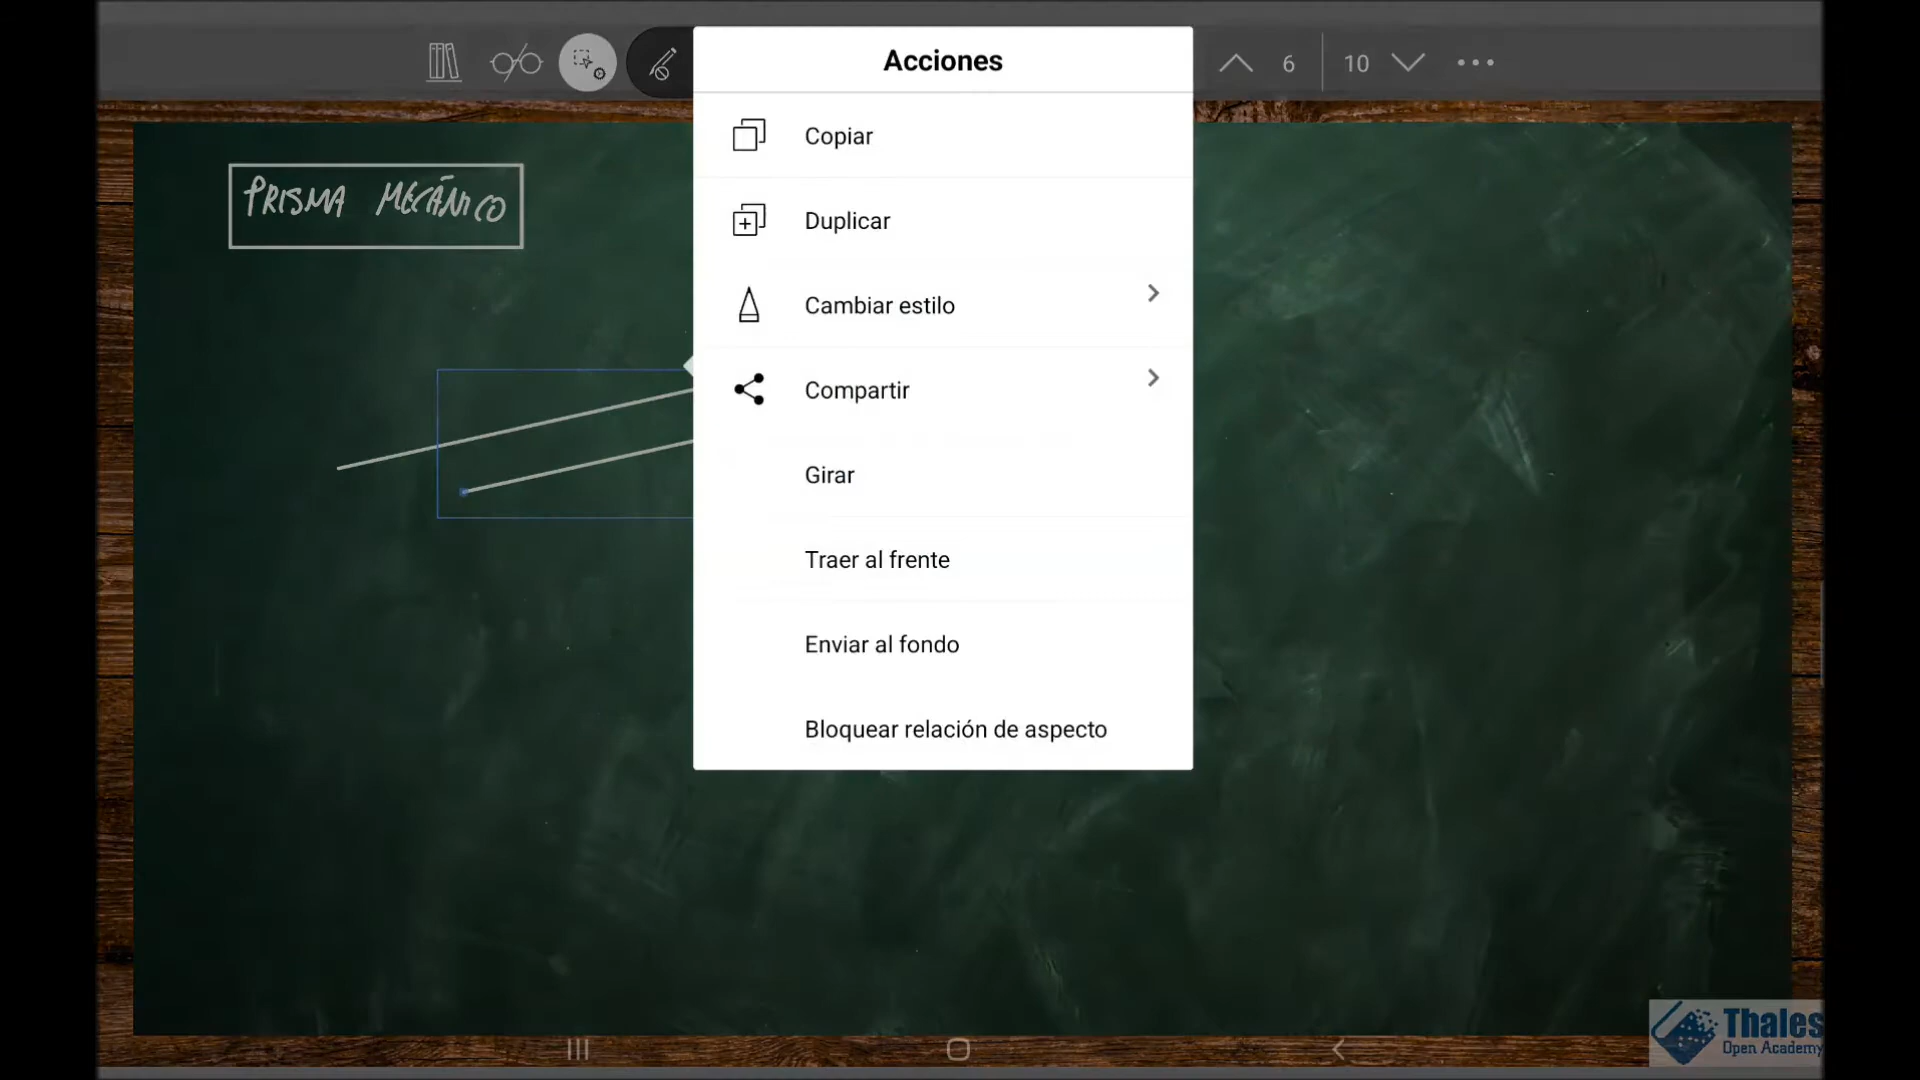 Acciones
6 10
PRISMA MECÁNICO
Copiar
Duplicar
Cambiar estilo
Compartir
Girar
Traer al frente
Enviar al fondo
Bloquear relación de aspecto
Thales
Open Academy